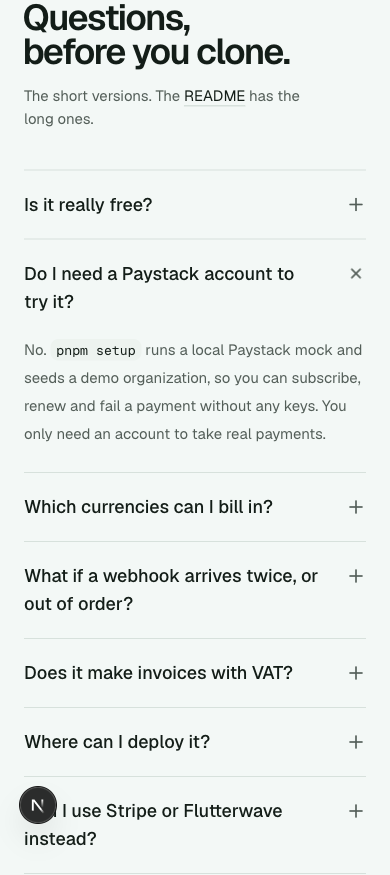 Questions,
before you clone.
The short versions. The README has the
long ones.
Is it really free?
Do I need a Paystack account to
try it?
No. pnpm setup runs a local Paystack mock and
seeds a demo organization, so you can subscribe,
renew and fail a payment without any keys. You
only need an account to take real payments.
Which currencies can I bill in?
What if a webhook arrives twice, or
out of order?
Does it make invoices with VAT?
Where can I deploy it?
N
I use Stripe or Flutterwave
instead?